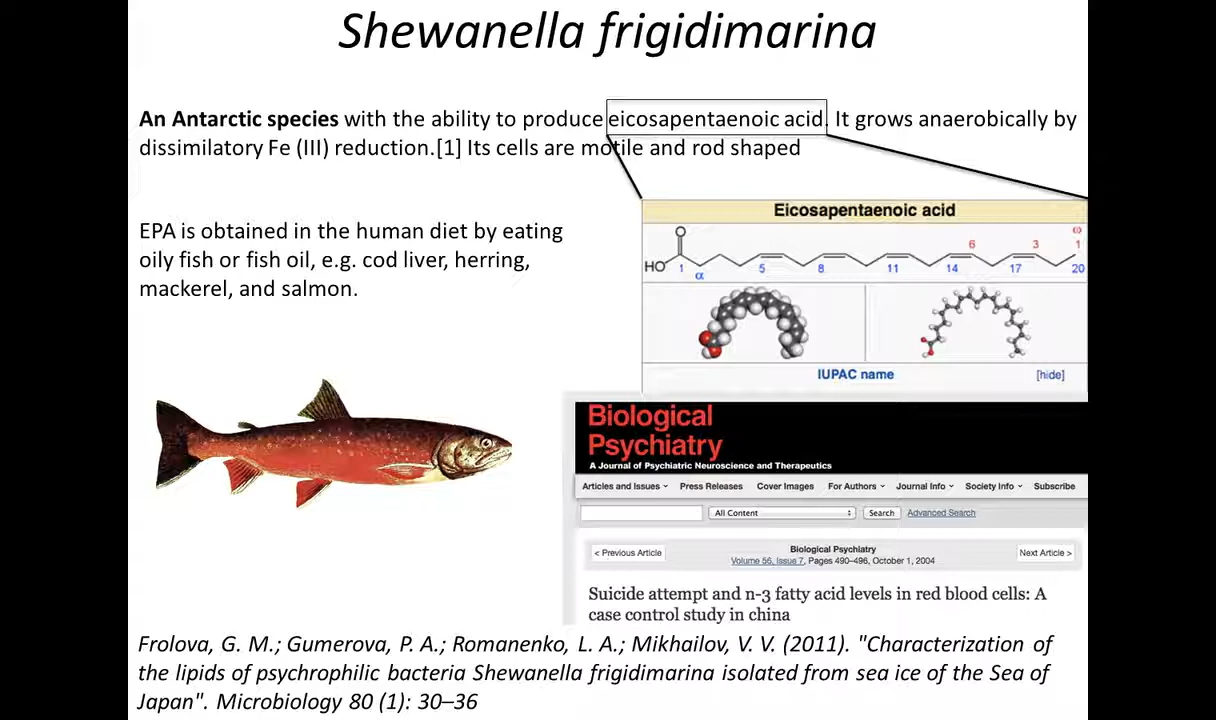 Shewanella frigidimarina
An Antarctic species with the ability to produce eicosapentaenoic acid. It grows anaerobically by
dissimilatory Fe (III) reduction.[1] Its cells are motile and rod shaped
EPA is obtained in the human diet by eating
oily fish or fish oil, e.g. cod liver, herring,
mackerel, and salmon.
Eicosapentaenoic acid
O
HO 1 α 5 8 11 14 17 20
6 3 ω 1
IUPAC name [hide]
Biological
Psychiatry
A Journal of Psychiatric Neuroscience and Therapeutics
Articles and Issues Press Releases Cover Images For Authors Journal Info Society Info Subscribe
All Content Search Advanced Search
< Previous Article Biological Psychiatry Next Article >
Volume 56, Issue 7, Pages 490–496, October 1, 2004
Suicide attempt and n-3 fatty acid levels in red blood cells: A
case control study in china
Frolova, G. M.; Gumerova, P. A.; Romanenko, L. A.; Mikhailov, V. V. (2011). "Characterization of
the lipids of psychrophilic bacteria Shewanella frigidimarina isolated from sea ice of the Sea of
Japan". Microbiology 80 (1): 30–36